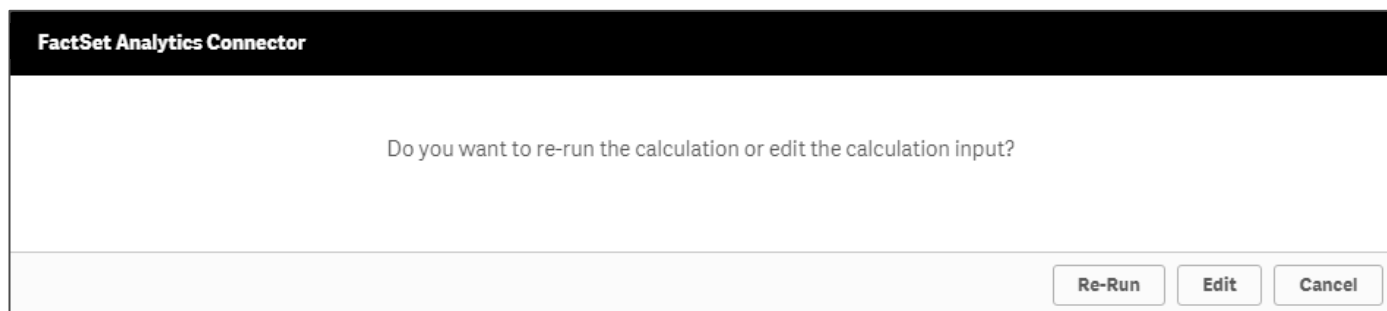 FactSet Analytics Connector
Do you want to re-run the calculation or edit the calculation input?
Re-Run Edit Cancel